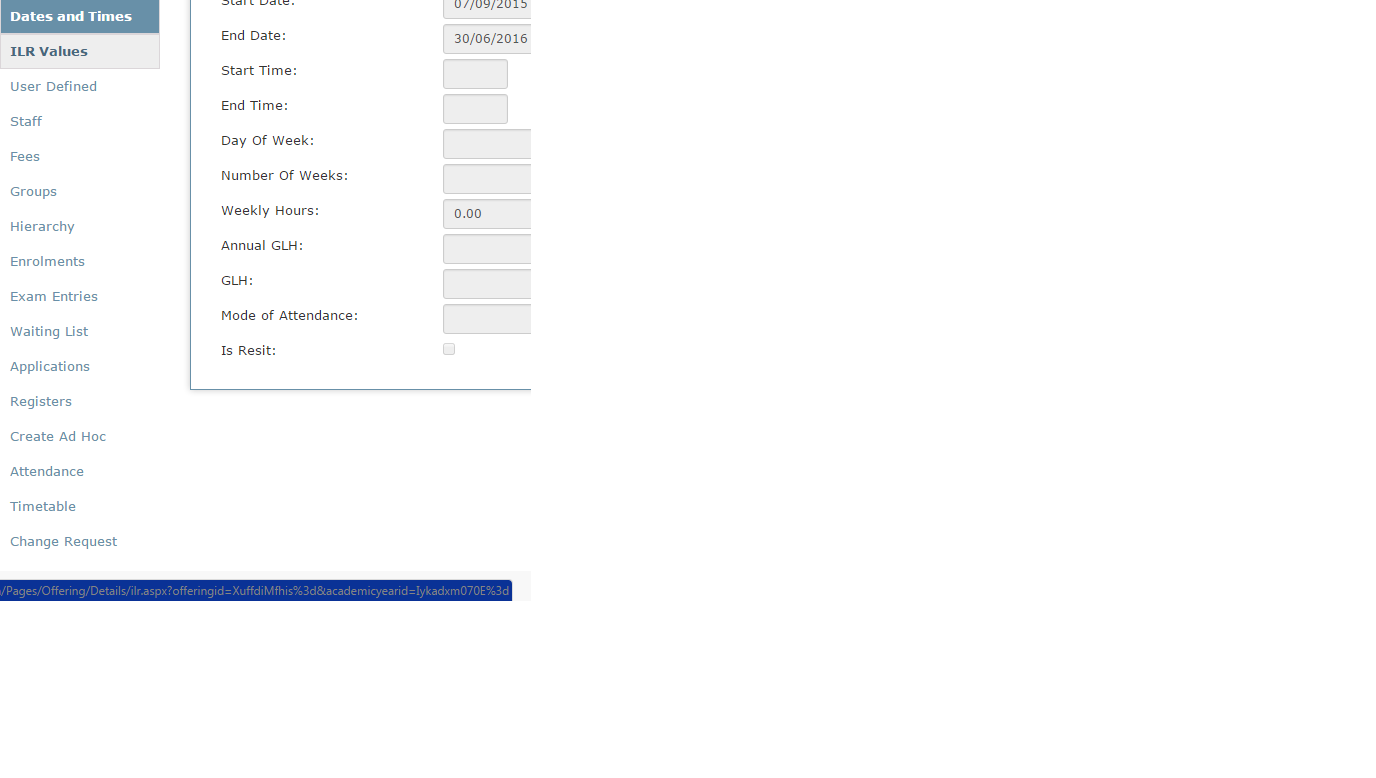 Dates and Times
ILR Values
User Defined
Staff
Fees
Groups
Hierarchy
Enrolments
Exam Entries
Waiting List
Applications
Registers
Create Ad Hoc
Attendance
Timetable
Change Request
Start Date: 07/09/2015
End Date: 30/06/2016
Start Time:
End Time:
Day Of Week:
Number Of Weeks:
Weekly Hours: 0.00
Annual GLH:
GLH:
Mode of Attendance:
Is Resit:
/Pages/Offering/Details/ilr.aspx?offeringid=XuffdiMfhis%3d&academicyearid=Iykadxm070E%3d